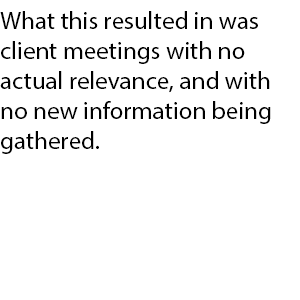 What this resulted in was
client meetings with no
actual relevance, and with
no new information being
gathered.